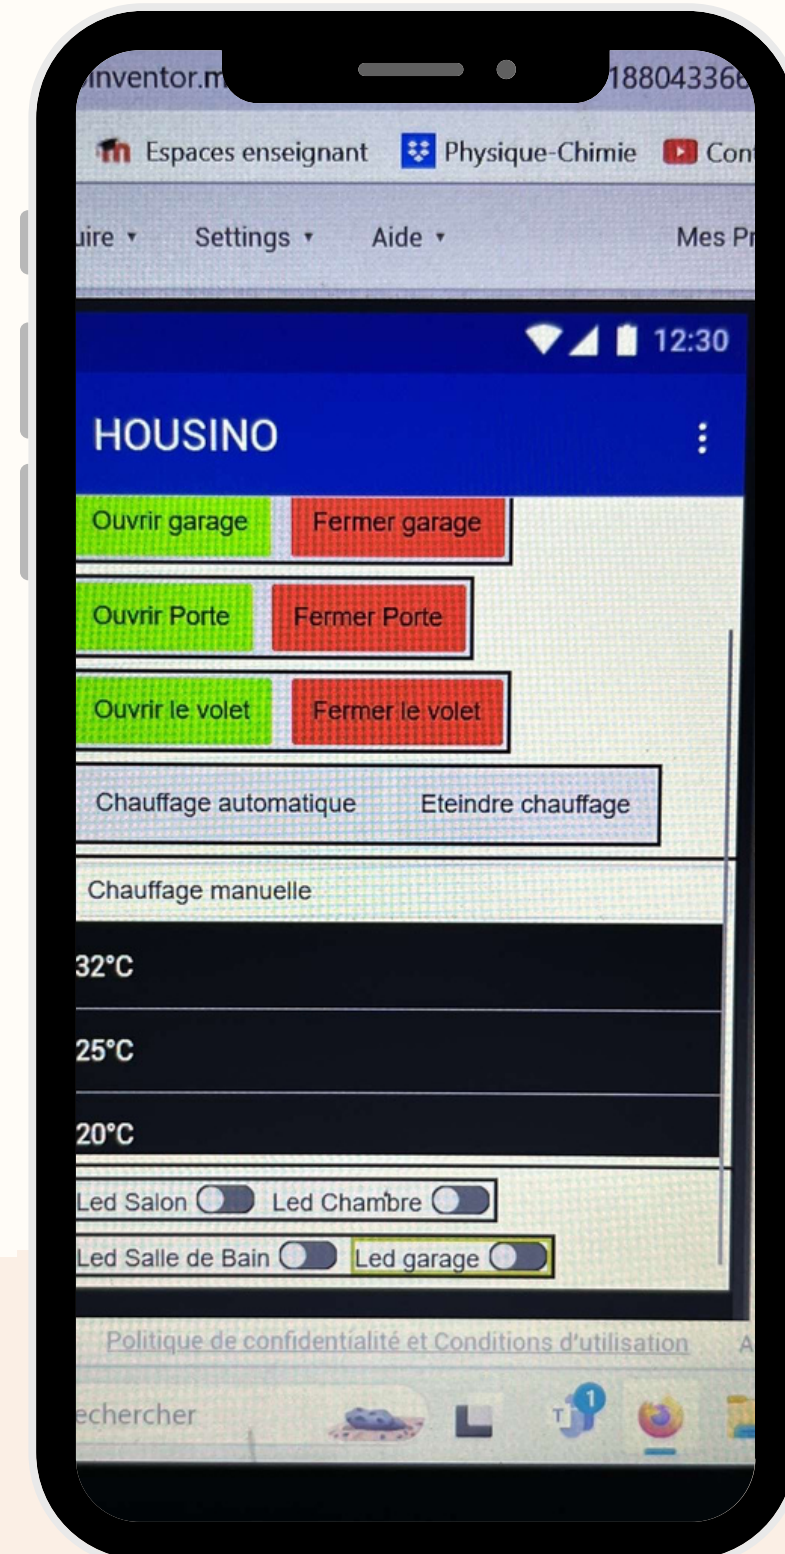 inventor.m 188043366
Espaces enseignant Physique-Chimie Con
uire Settings Aide Mes Pr
12:30
HOUSINO
Ouvrir garage Fermer garage
Ouvrir Porte Fermer Porte
Ouvrir le volet Fermer le volet
Chauffage automatique Eteindre chauffage
Chauffage manuelle
32°C
25°C
20°C
Led Salon Led Chambre
Led Salle de Bain Led garage
Politique de confidentialité et Conditions d'utilisation A
echercher T 1